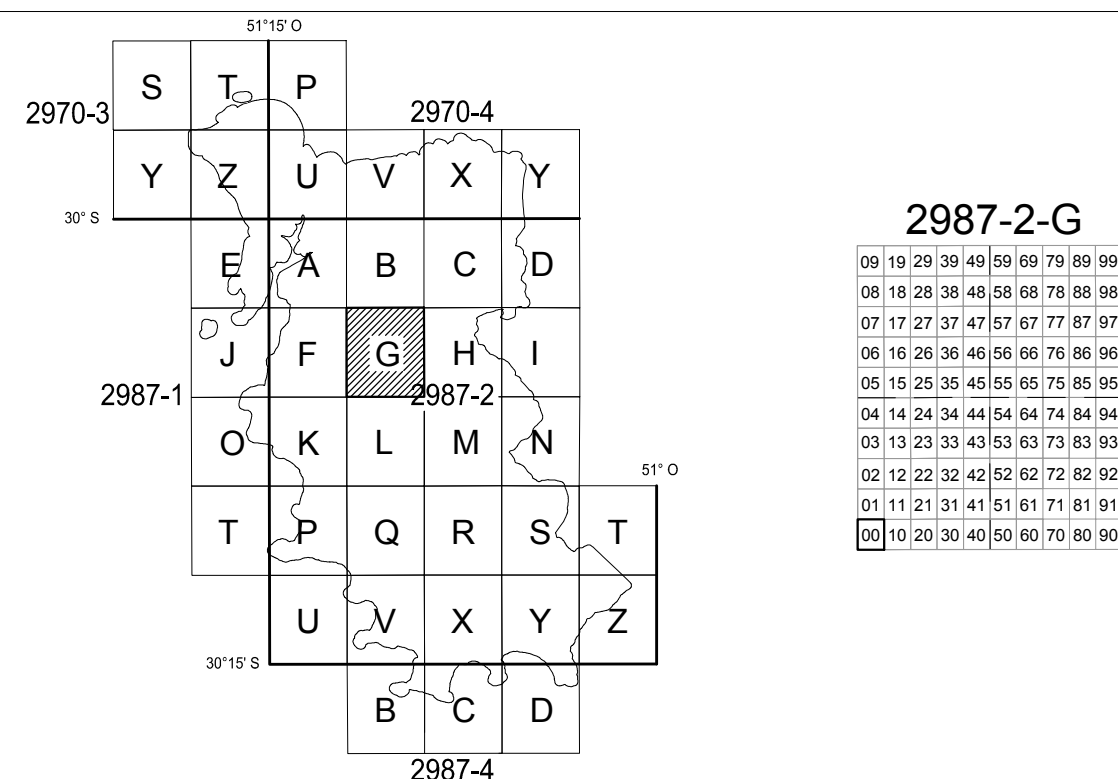 51°15' O
S T P
2970-3 2970-4
Y Z U V X Y
30° S
E A B C D
J F G H I
2987-1 2987-2
O K L M N
51° O
T P Q R S T
U V X Y Z
30°15' S
B C D
2987-4
2987-2-G
09 19 29 39 49 59 69 79 89 99
08 18 28 38 48 58 68 78 88 98
07 17 27 37 47 57 67 77 87 97
06 16 26 36 46 56 66 76 86 96
05 15 25 35 45 55 65 75 85 95
04 14 24 34 44 54 64 74 84 94
03 13 23 33 43 53 63 73 83 93
02 12 22 32 42 52 62 72 82 92
01 11 21 31 41 51 61 71 81 91
00 10 20 30 40 50 60 70 80 90